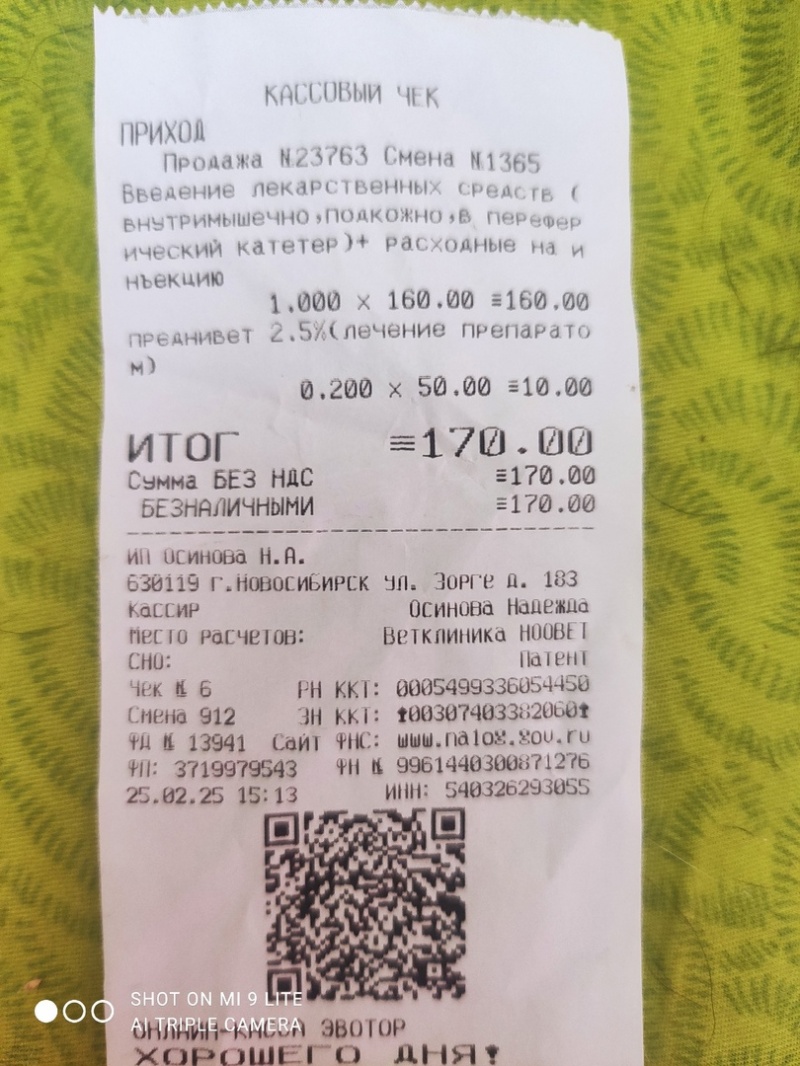 КАССОВЫЙ ЧЕК
ПРИХОД
Продажа №23763 Смена №1365
Введение лекарственных средств (
внутримышечно,подкожно,в перефер
ический катетер)+ расходные на и
нъекцию
1.000 x 160.00 ≡160.00
преднивет 2.5%(лечение препарато
м)
0.200 x 50.00 ≡10.00
ИТОГ ≡170.00
Сумма БЕЗ НДС ≡170.00
БЕЗНАЛИЧНЫМИ ≡170.00
ИП Осинова Н.А.
630119 г.Новосибирск ул. Зорге д. 183
Кассир Осинова Надежда
Место расчетов: Ветклиника НООВЕТ
СНО: Патент
Чек № 6 РН ККТ: 0005499336054450
Смена 912 ЗН ККТ: 00307403382060
ФД № 13941 Сайт ФНС: www.nalog.gov.ru
ФП: 3719979543 ФН № 9961440300871276
25.02.25 15:13 ИНН: 540326293055
SHOT ON MI 9 LITE
AI TRIPLE CAMERA
ОНЛАЙН-КАССА ЭВОТОР
ХОРОШЕГО ДНЯ!